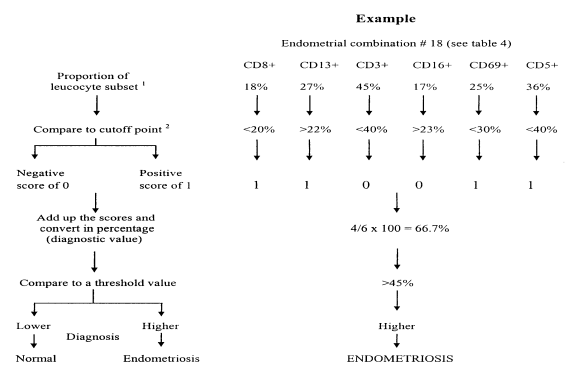 Example
Endometrial combination # 18 (see table 4)
CD8+ CD13+ CD3+ CD16+ CD69+ CD5+
Proportion of
leucocyte subset 1
18% 27% 45% 17% 25% 36%
Compare to cutoff point 2
<20% >22% <40% >23% <30% <40%
Negative
score of 0
Positive
score of 1
1 1 0 0 1 1
Add up the scores and
convert in percentage
(diagnostic value)
4/6 x 100 = 66.7%
Compare to a threshold value
>45%
Lower
Higher
Diagnosis
Higher
Normal
Endometriosis
ENDOMETRIOSIS